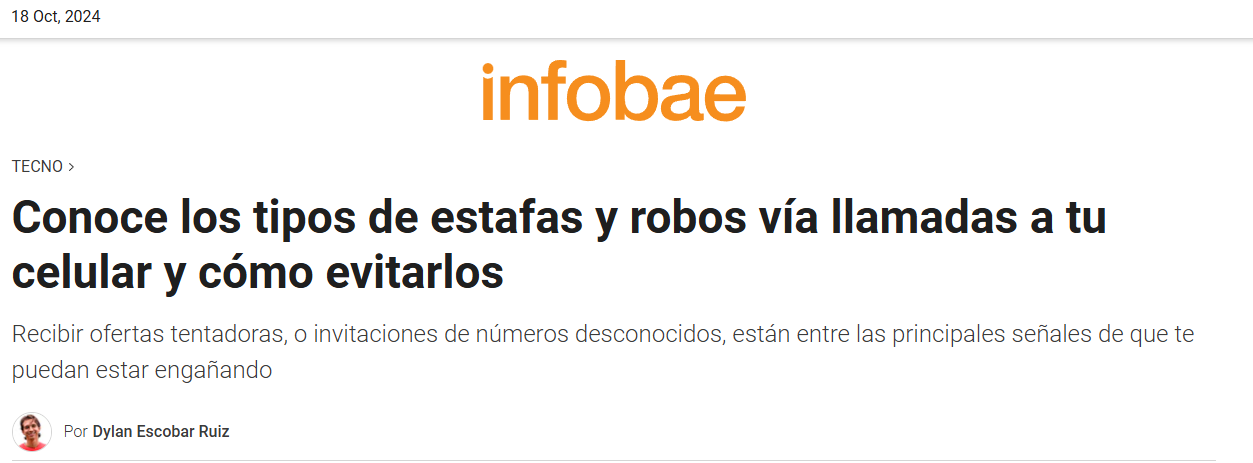 18 Oct, 2024
infobae
TECNO >
Conoce los tipos de estafas y robos vía llamadas a tu
celular y cómo evitarlos
Recibir ofertas tentadoras, o invitaciones de números desconocidos, están entre las principales señales de que te
puedan estar engañando
Por Dylan Escobar Ruiz